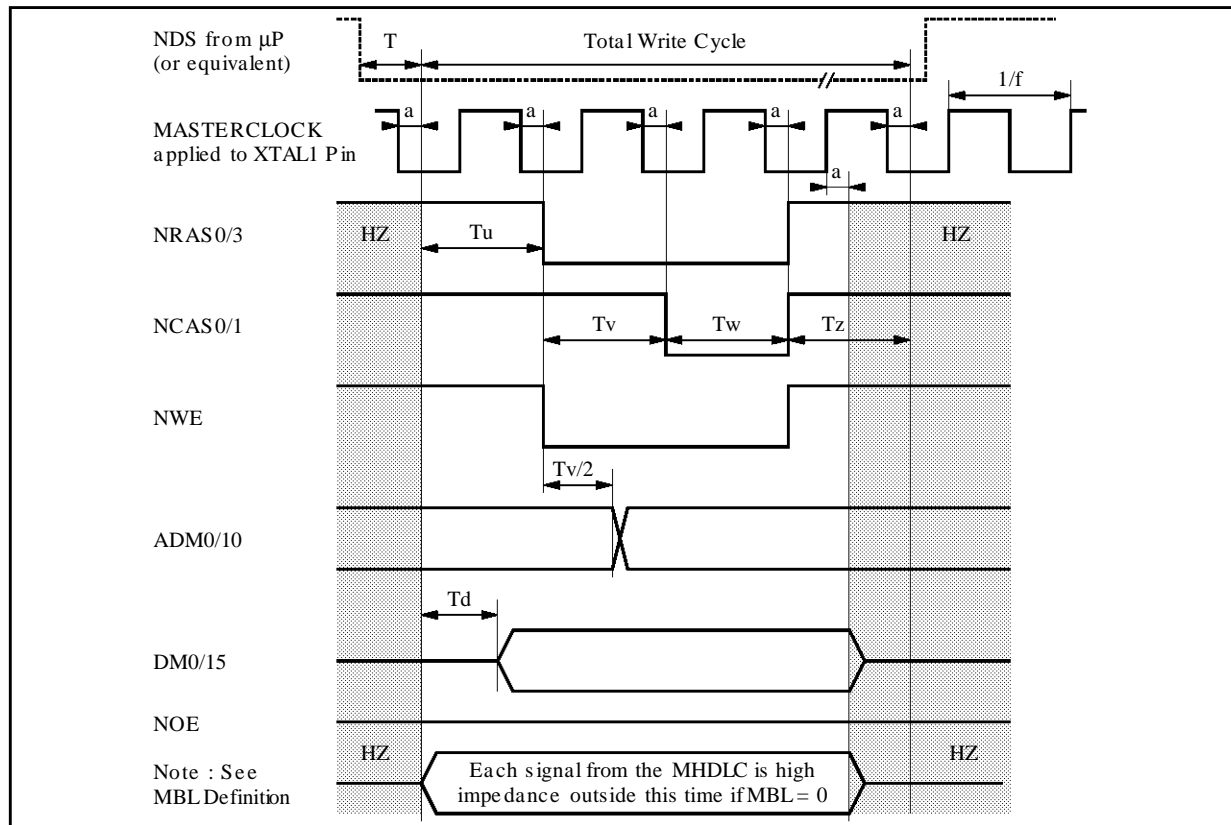 NDS from µP
(or equivalent)
T
Total Write Cycle
1/f
a
a
a
a
a
MASTERCLOCK
applied to XTAL1 Pin
a
NRAS0/3
HZ
Tu
HZ
NCAS0/1
Tv
Tw
Tz
NWE
Tv/2
ADM0/10
Td
DM0/15
NOE
HZ
HZ
Note : See
MBL Definition
Each signal from the MHDLC is high
impedance outside this time if MBL = 0